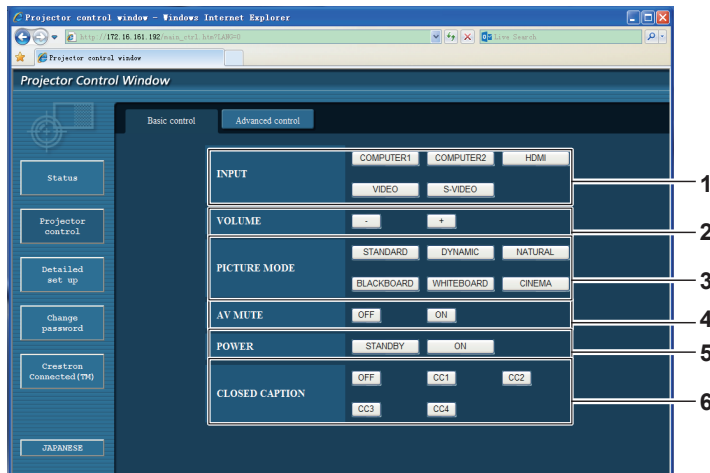 Projector control window - Windows Internet Explorer
http://172.16.161.192/main_ctrl.htm?LANG=0
Live Search
Projector control window
Projector Control Window
Basic control
Advanced control
Status
Projector
control
Detailed
set up
Change
password
Crestron
Connected(TM)
JAPANESE
INPUT
COMPUTER1 COMPUTER2 HDMI
VIDEO S-VIDEO
1
VOLUME - +
2
PICTURE MODE
STANDARD DYNAMIC NATURAL
BLACKBOARD WHITEBOARD CINEMA
3
AV MUTE OFF ON
4
POWER STANDBY ON
5
CLOSED CAPTION
OFF CC1 CC2
CC3 CC4
6